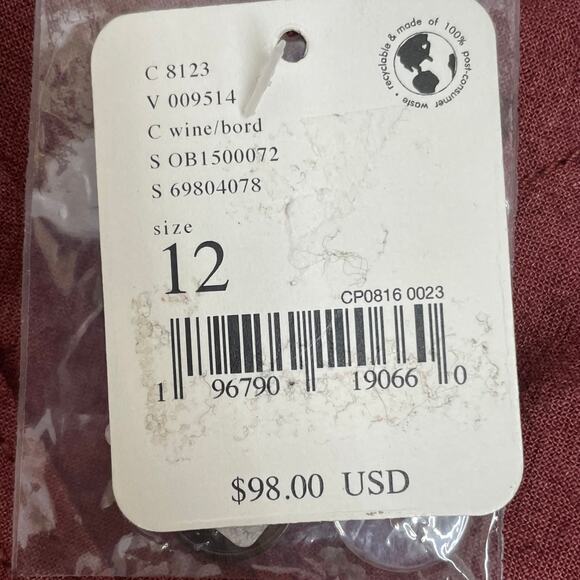 recyclable & made of 100% post-consumer waste •
C 8123
V 009514
C wine/bord
S OB1500072
S 69804078
size
12
CP0816 0023
1 96790 19066 0
$98.00 USD